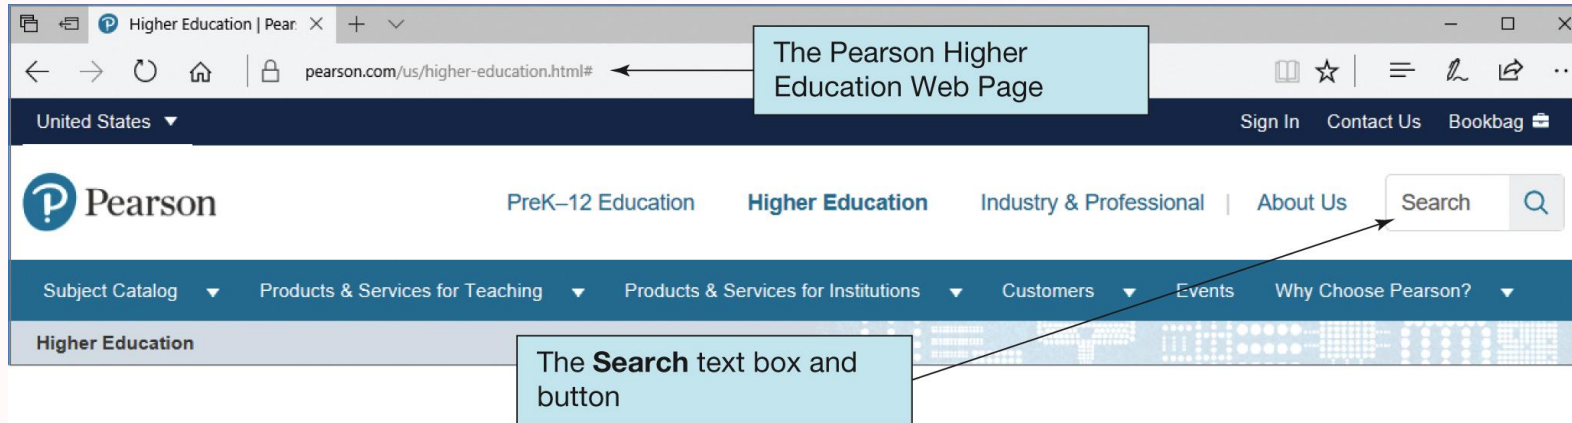 Higher Education | Pear
The Pearson Higher
Education Web Page
pearson.com/us/higher-education.html#
United States
Sign In Contact Us Bookbag
Pearson
PreK–12 Education Higher Education Industry & Professional | About Us Search
Subject Catalog Products & Services for Teaching Products & Services for Institutions Customers Events Why Choose Pearson?
Higher Education
The Search text box and
button